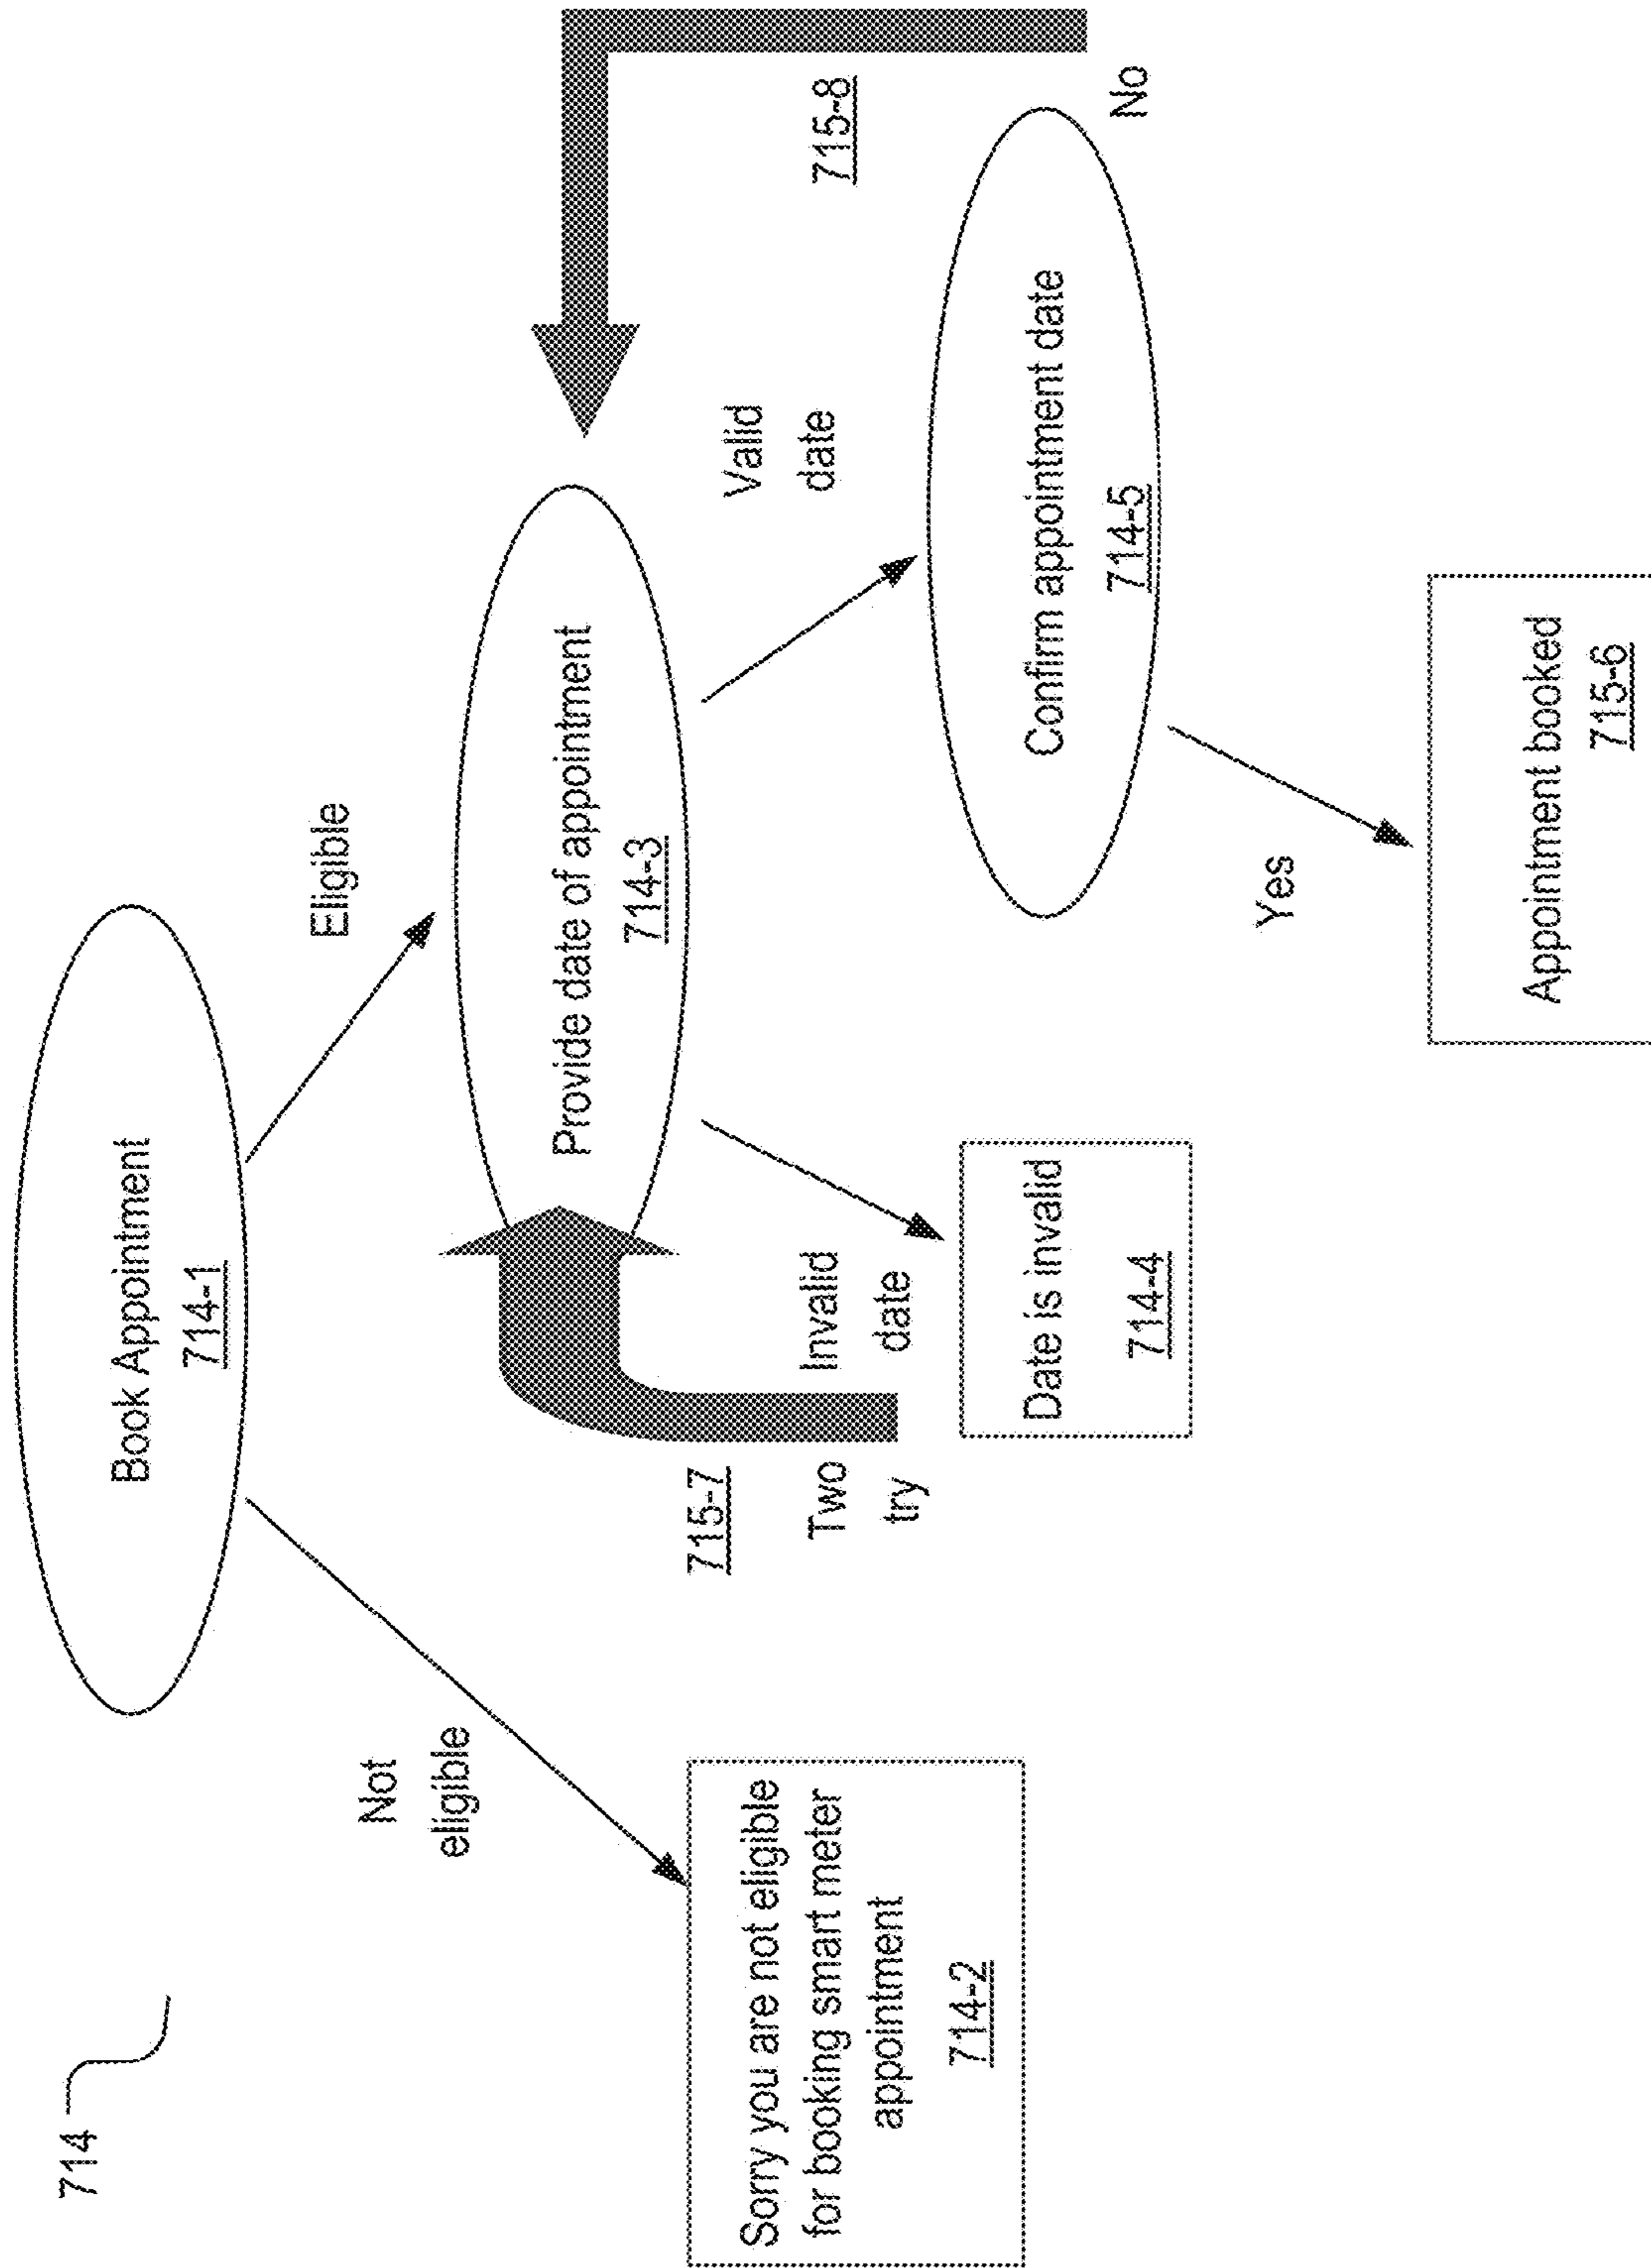 714
Book Appointment
714-1
Not
eligible
Eligible
Sorry you are not eligible
for booking smart meter
appointment
714-2
715-7
Two
try
Provide date of appointment
714-3
Invalid
date
Valid
date
715-8
Date is invalid
714-4
Confirm appointment date
714-5
No
Yes
Appointment booked
715-6